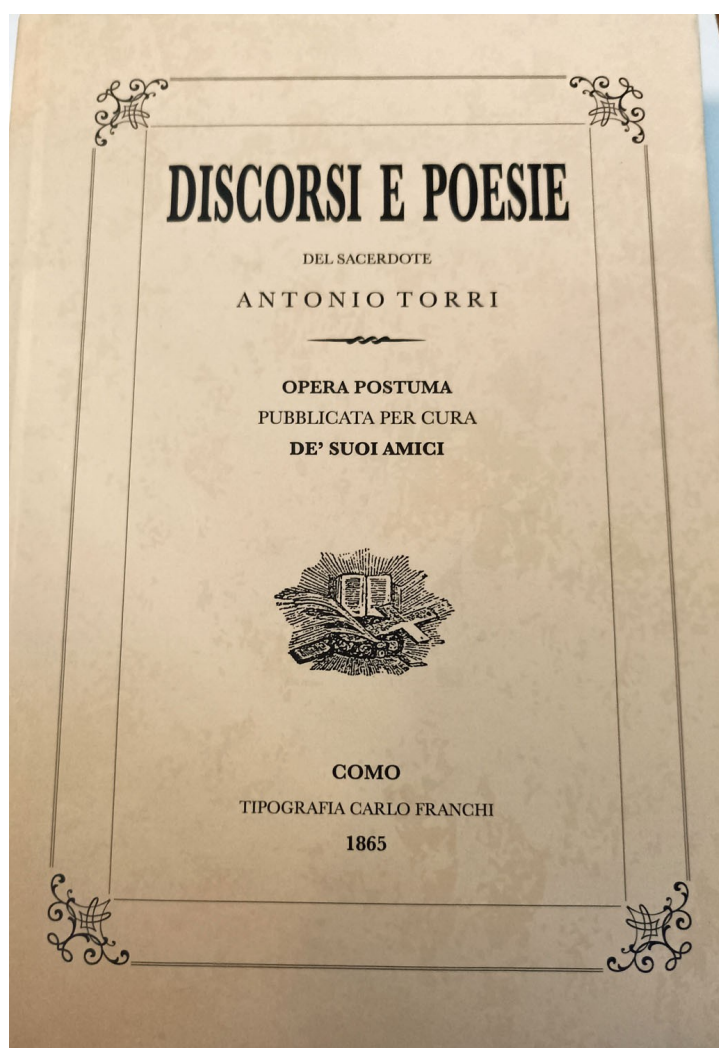 DISCORSI E POESIE
DEL SACERDOTE
ANTONIO TORRI
OPERA POSTUMA
PUBBLICATA PER CURA
DE' SUOI AMICI
COMO
TIPOGRAFIA CARLO FRANCHI
1865